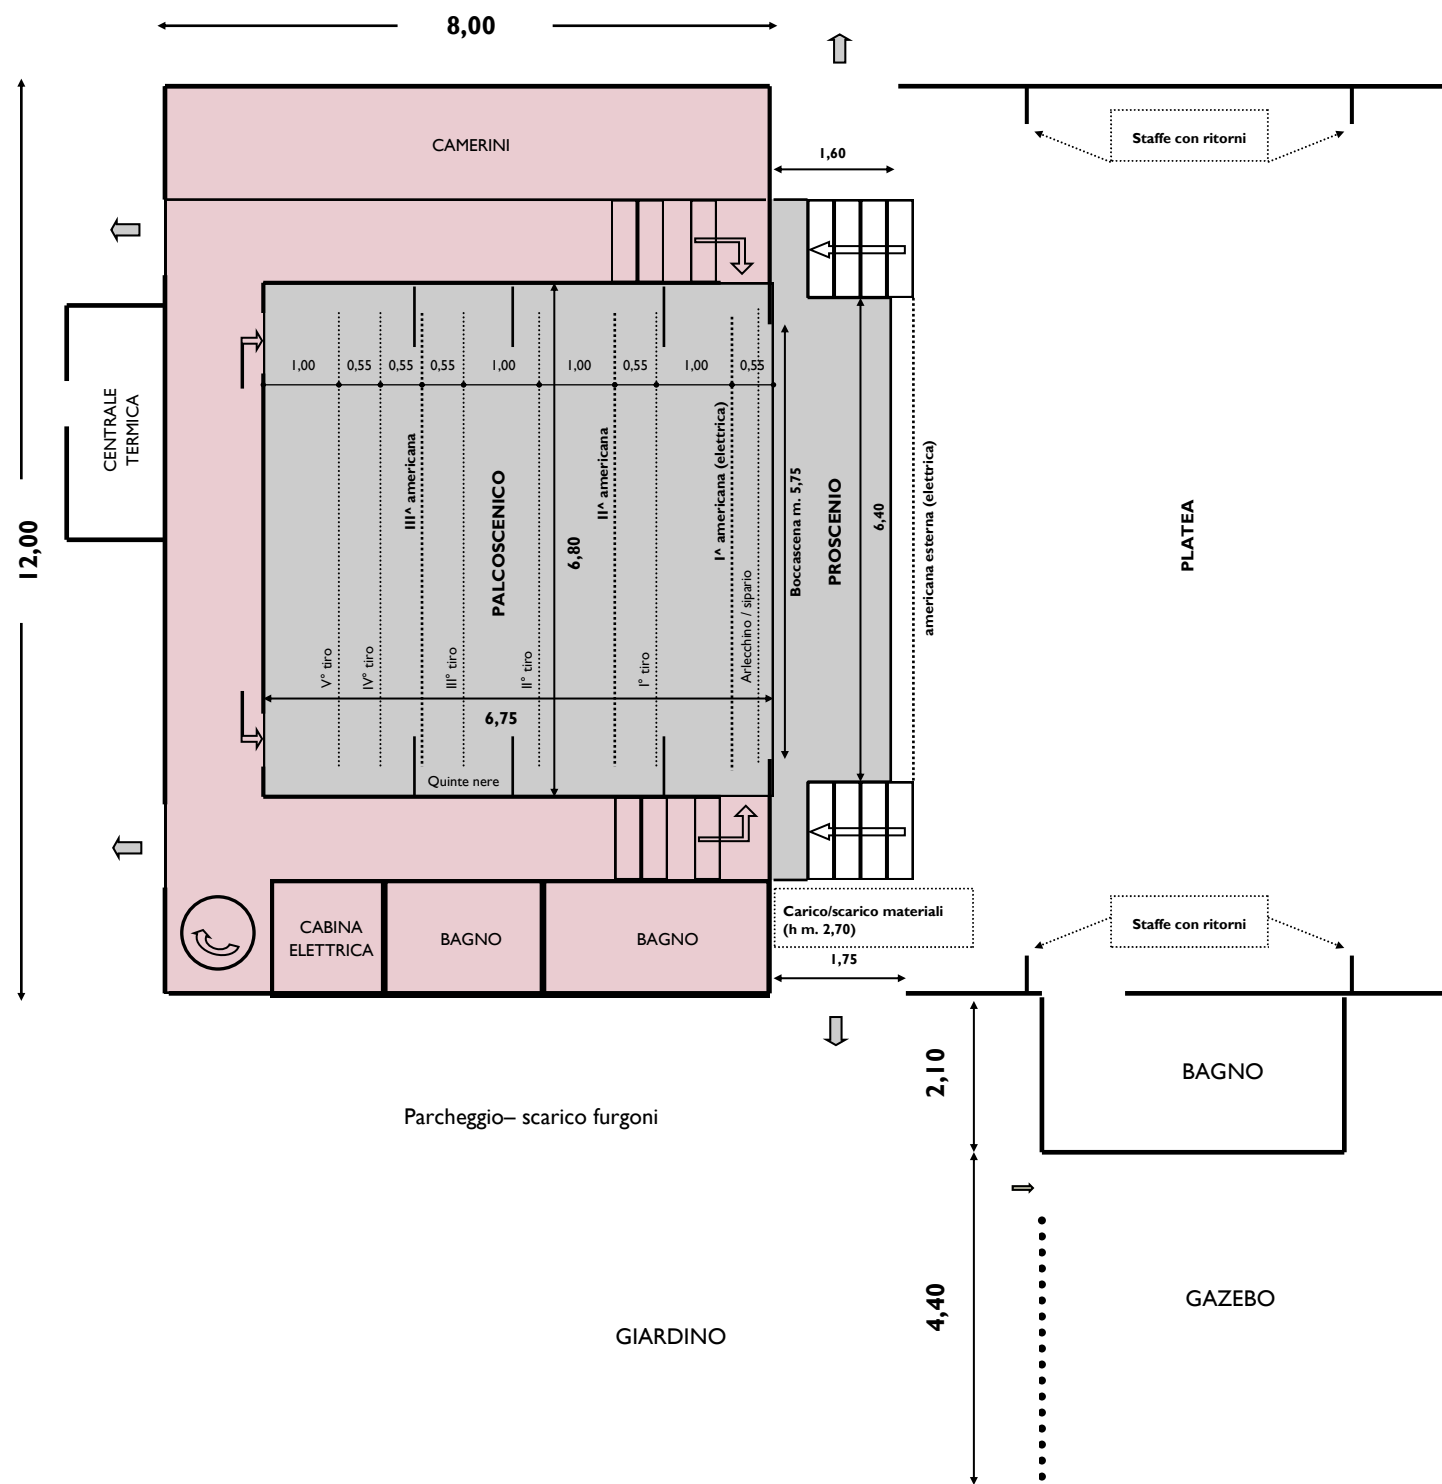 8,00
12,00
CAMERINI
Staffe con ritorni
1,60
1,00 0,55 0,55 0,55 1,00 1,00 0,55 1,00 0,55
CENTRALE
TERMICA
III^ americana
PALCOSCENICO
6,80
II^ americana
I^ americana (elettrica)
Arlecchino / sipario
Boccascena m. 5,75
PROSCENIO
6,40
americana esterna (elettrica)
PLATEA
V° tiro
IV° tiro
III° tiro
II° tiro
I° tiro
6,75
Quinte nere
CABINA
ELETTRICA
BAGNO
BAGNO
Carico/scarico materiali
(h m. 2,70)
1,75
Staffe con ritorni
2,10
BAGNO
Parcheggio– scarico furgoni
4,40
GAZEBO
GIARDINO